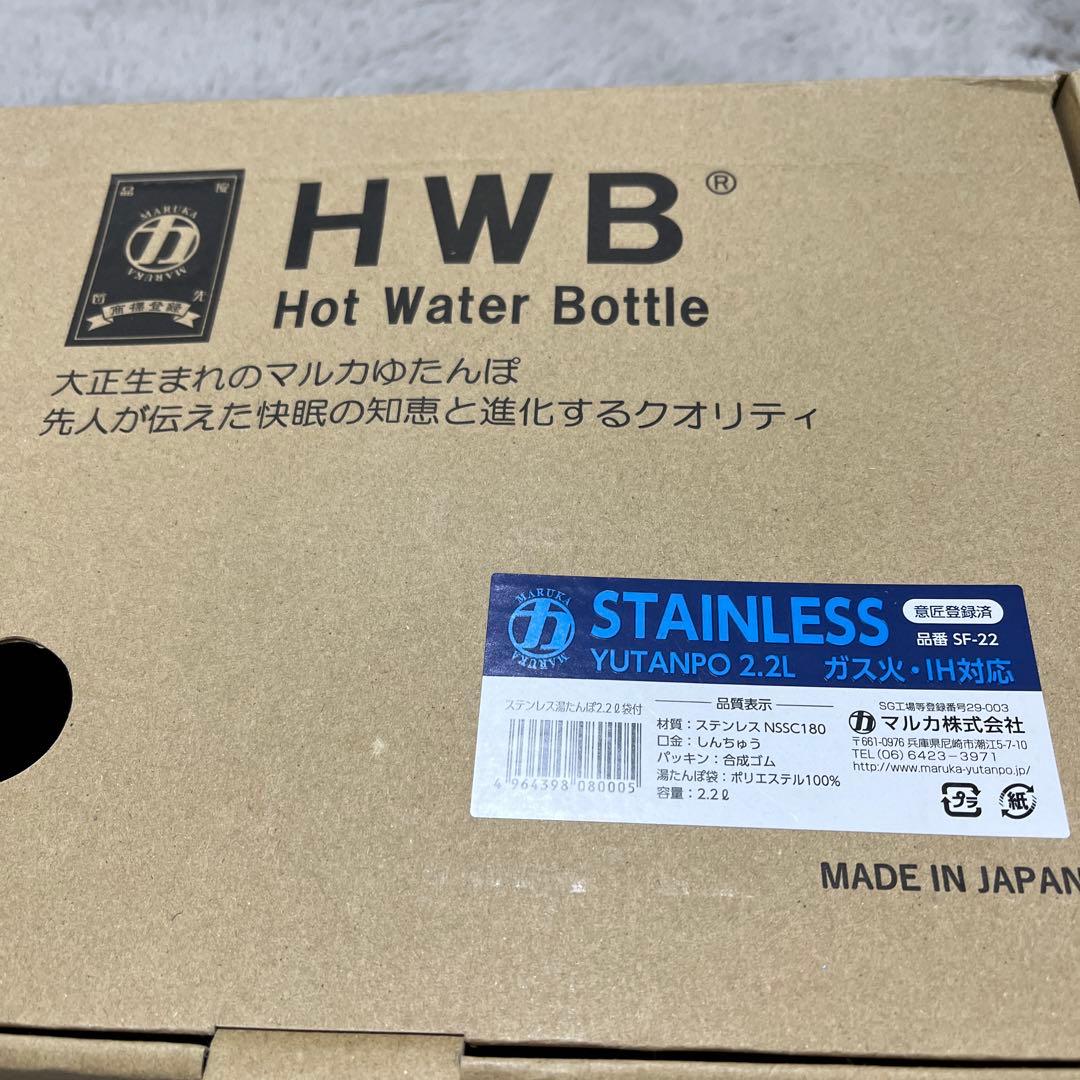 品 優
MARUKA
カ
MARUKA
首 先
商標登録
HWB®
Hot Water Bottle
大正生まれのマルカゆたんぽ
先人が伝えた快眠の知恵と進化するクオリティ
MARUKA
カ
MARUKA
STAINLESS
意匠登録済
品番 SF-22
YUTANPO 2.2L ガス火・IH対応
ステンレス湯たんぽ2.2ℓ袋付
4 964398 080005
品質表示
材質：ステンレス NSSC180
口金：しんちゅう
パッキン：合成ゴム
湯たんぽ袋：ポリエステル100%
容量：2.2ℓ
SG工場等登録番号29-003
カ マルカ株式会社
〒661-0976 兵庫県尼崎市潮江5-7-10
TEL(06)6423-3971
http://www.maruka-yutanpo.jp/
プラ 紙
MADE IN JAPAN